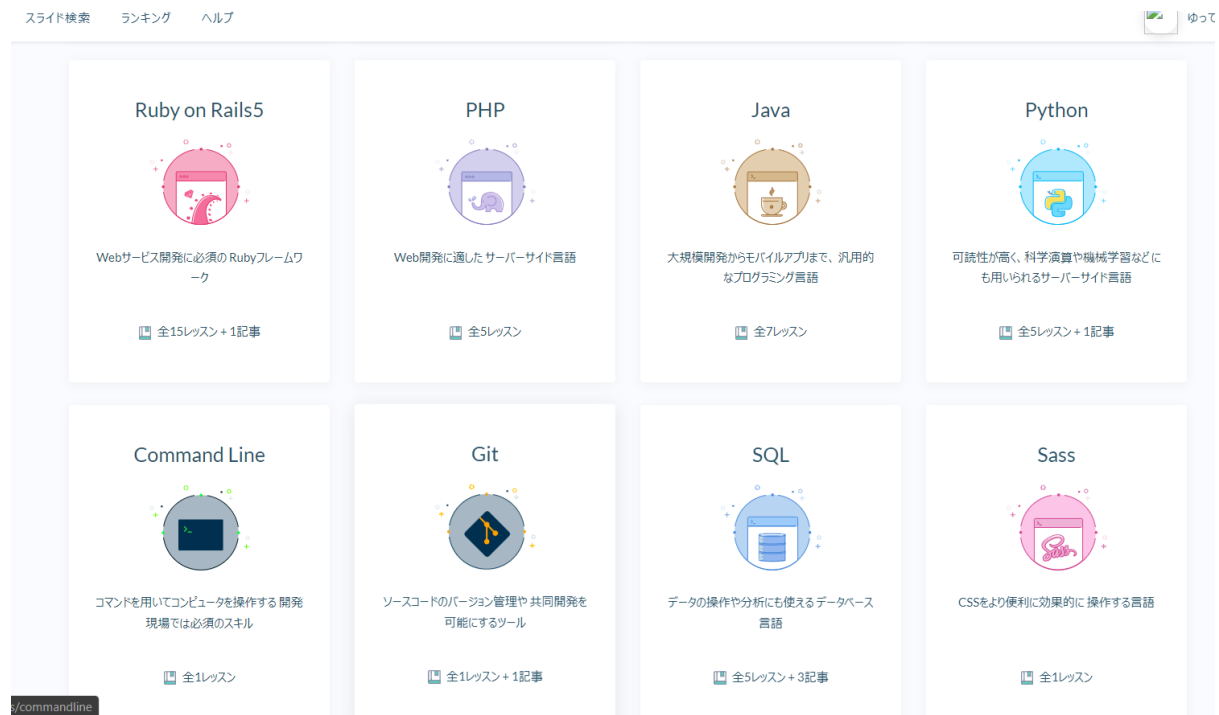 スライド検索 ランキング ヘルプ ゆって
Ruby on Rails5
PHP
Java
Python
Webサービス開発に必須の Rubyフレームワ
ーク
Web開発に適した サーバーサイド言語
大規模開発からモバイルアプリまで、汎用的
なプログラミング言語
可読性が高く、科学演算や機械学習などに
も用いられるサーバーサイド言語
全15レッスン + 1記事
全5レッスン
全7レッスン
全5レッスン + 1記事
Command Line
Git
SQL
Sass
コマンドを用いてコンピュータを操作する 開発
現場では必須のスキル
ソースコードのバージョン管理や 共同開発を
可能にするツール
データの操作や分析にも使える データベース
言語
CSSをより便利に効果的に 操作する言語
全1レッスン
全1レッスン + 1記事
全5レッスン + 3記事
全1レッスン
s/commandline